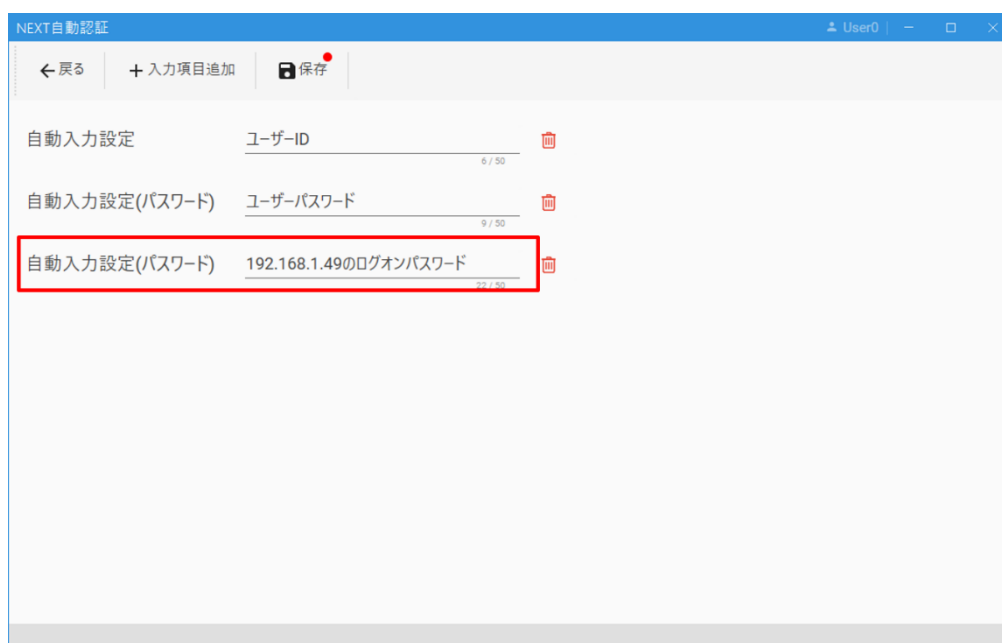 NEXT自動認証 User0
戻る 入力項目追加 保存
自動入力設定 ユーザーID
6 / 50
自動入力設定(パスワード) ユーザーパスワード
9 / 50
自動入力設定(パスワード) 192.168.1.49のログオンパスワード
22 / 50